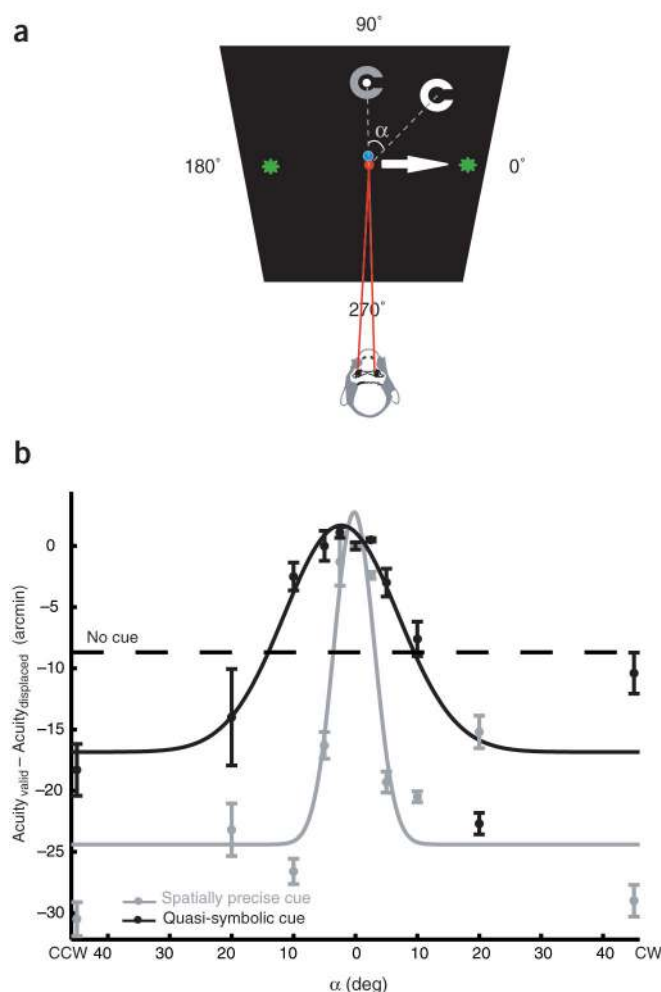 a
90°
α
180°
0°
270°
b
0
−5
−10
−15
−20
−25
−30
Acuity valid − Acuity displaced (arcmin)
No cue
Spatially precise cue
Quasi-symbolic cue
CCW 40 30 20 10 0 10 20 30 40 CW
α (deg)